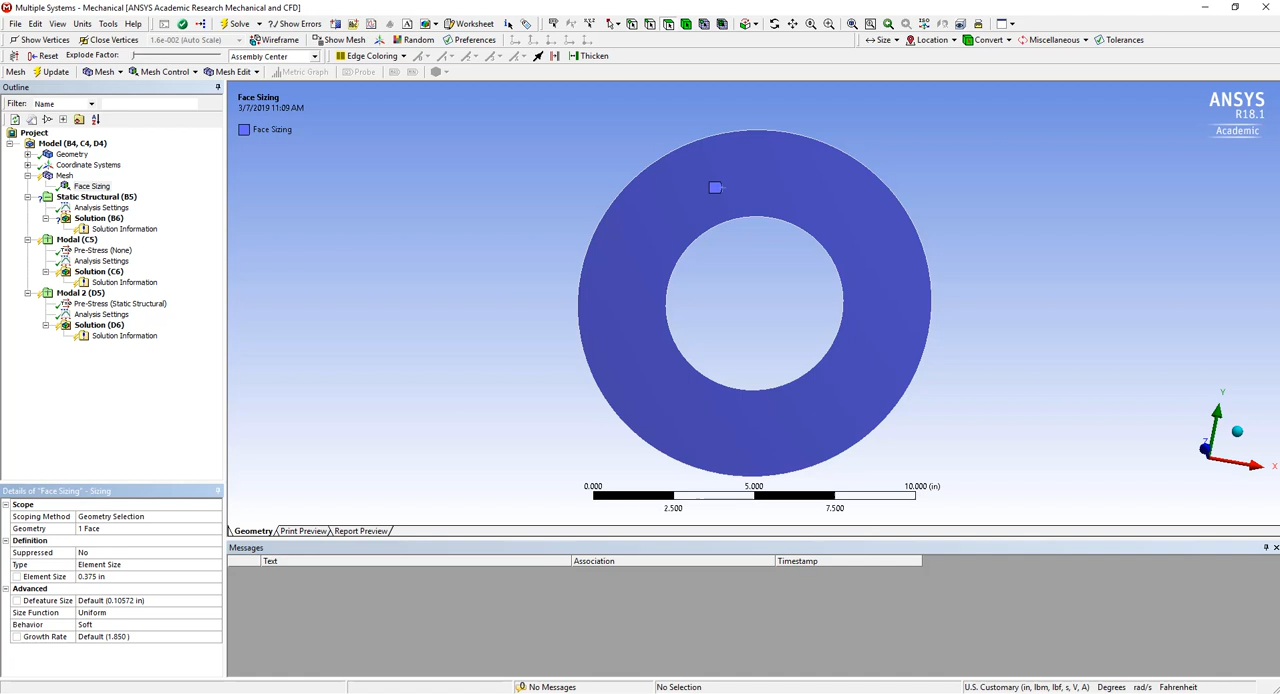 Multiple Systems - Mechanical [ANSYS Academic Research Mechanical and CFD]
File Edit View Units Tools Help Solve Show Errors Worksheet
Show Vertices Close Vertices 1.6e-002 (Auto Scale) Wireframe Show Mesh Random Preferences Size Location Convert Miscellaneous Tolerances
Reset Explode Factor: Assembly Center Edge Coloring Thicken
Mesh Update Mesh Mesh Control Mesh Edit Metric Graph Probe
Outline
Filter: Name
Project
Model (B4, C4, D4)
Geometry
Coordinate Systems
Mesh
Face Sizing
Static Structural (B5)
Analysis Settings
Solution (B6)
Solution Information
Modal (C5)
Pre-Stress (None)
Analysis Settings
Solution (C6)
Solution Information
Modal 2 (D5)
Pre-Stress (Static Structural)
Analysis Settings
Solution (D6)
Solution Information
Details of "Face Sizing" - Sizing
Scope
Scoping Method Geometry Selection
Geometry 1 Face
Definition
Suppressed No
Type Element Size
Element Size 0.375 in
Advanced
Defeature Size Default (0.10572 in)
Size Function Uniform
Behavior Soft
Growth Rate Default (1.850 )
Face Sizing
3/7/2019 11:09 AM
Face Sizing
ANSYS
R18.1
Academic
Y
Z
X
0.000 5.000 10.000 (in)
2.500 7.500
Geometry Print Preview Report Preview
Messages
Text Association Timestamp
No Messages No Selection U.S. Customary (in, lbm, lbf, s, V, A) Degrees rad/s Fahrenheit